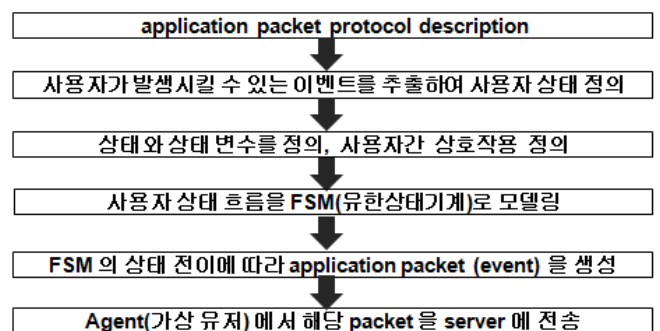 application packet protocol description
사용자가 발생시킬 수 있는 이벤트를 추출하여 사용자 상태 정의
상태와 상태 변수를 정의, 사용자간 상호작용 정의
사용자 상태 흐름을 FSM(유한상태기계)로 모델링
FSM 의 상태 전이에 따라 application packet (event) 을 생성
Agent(가상 유저) 에서 해당 packet 을 server 에 전송